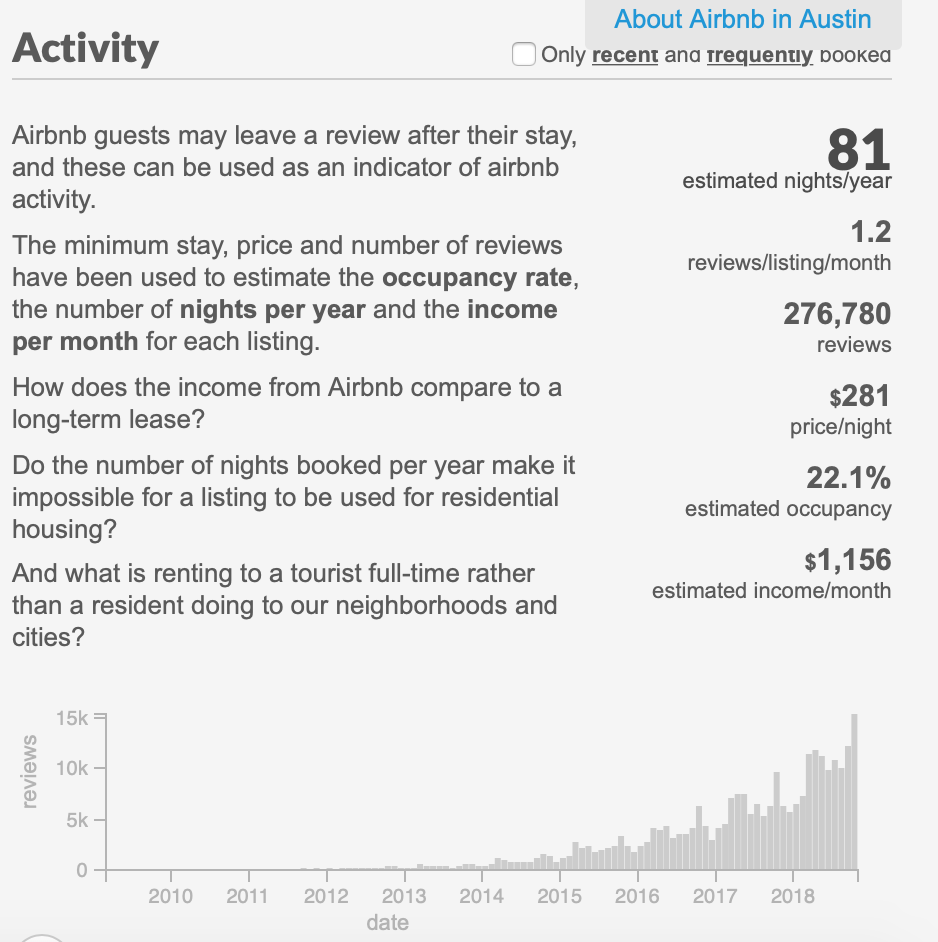 About Airbnb in Austin
Activity
Only recent and frequently booked
Airbnb guests may leave a review after their stay,
and these can be used as an indicator of airbnb
activity.
The minimum stay, price and number of reviews
have been used to estimate the occupancy rate,
the number of nights per year and the income
per month for each listing.
How does the income from Airbnb compare to a
long-term lease?
Do the number of nights booked per year make it
impossible for a listing to be used for residential
housing?
And what is renting to a tourist full-time rather
than a resident doing to our neighborhoods and
cities?
81
estimated nights/year
1.2
reviews/listing/month
276,780
reviews
$281
price/night
22.1%
estimated occupancy
$1,156
estimated income/month
15k
10k
5k
0
reviews
2010 2011 2012 2013 2014 2015 2016 2017 2018
date